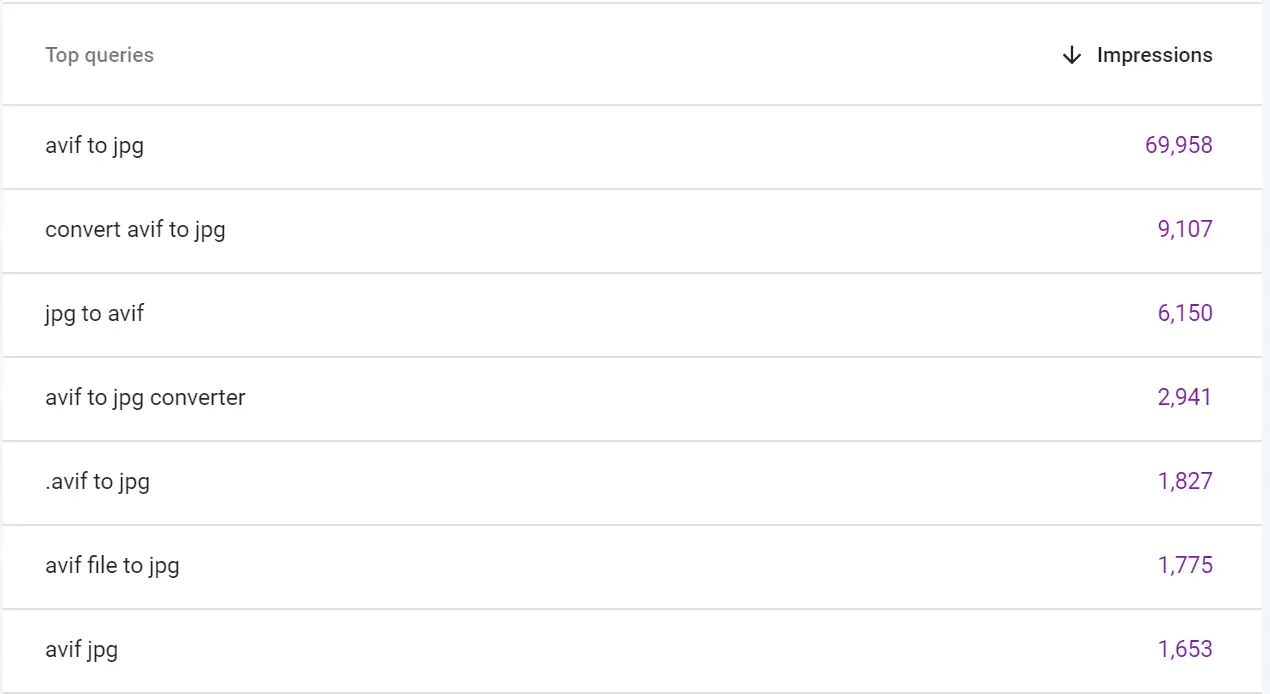 Top queries ↓ Impressions
avif to jpg 69,958
convert avif to jpg 9,107
jpg to avif 6,150
avif to jpg converter 2,941
.avif to jpg 1,827
avif file to jpg 1,775
avif jpg 1,653